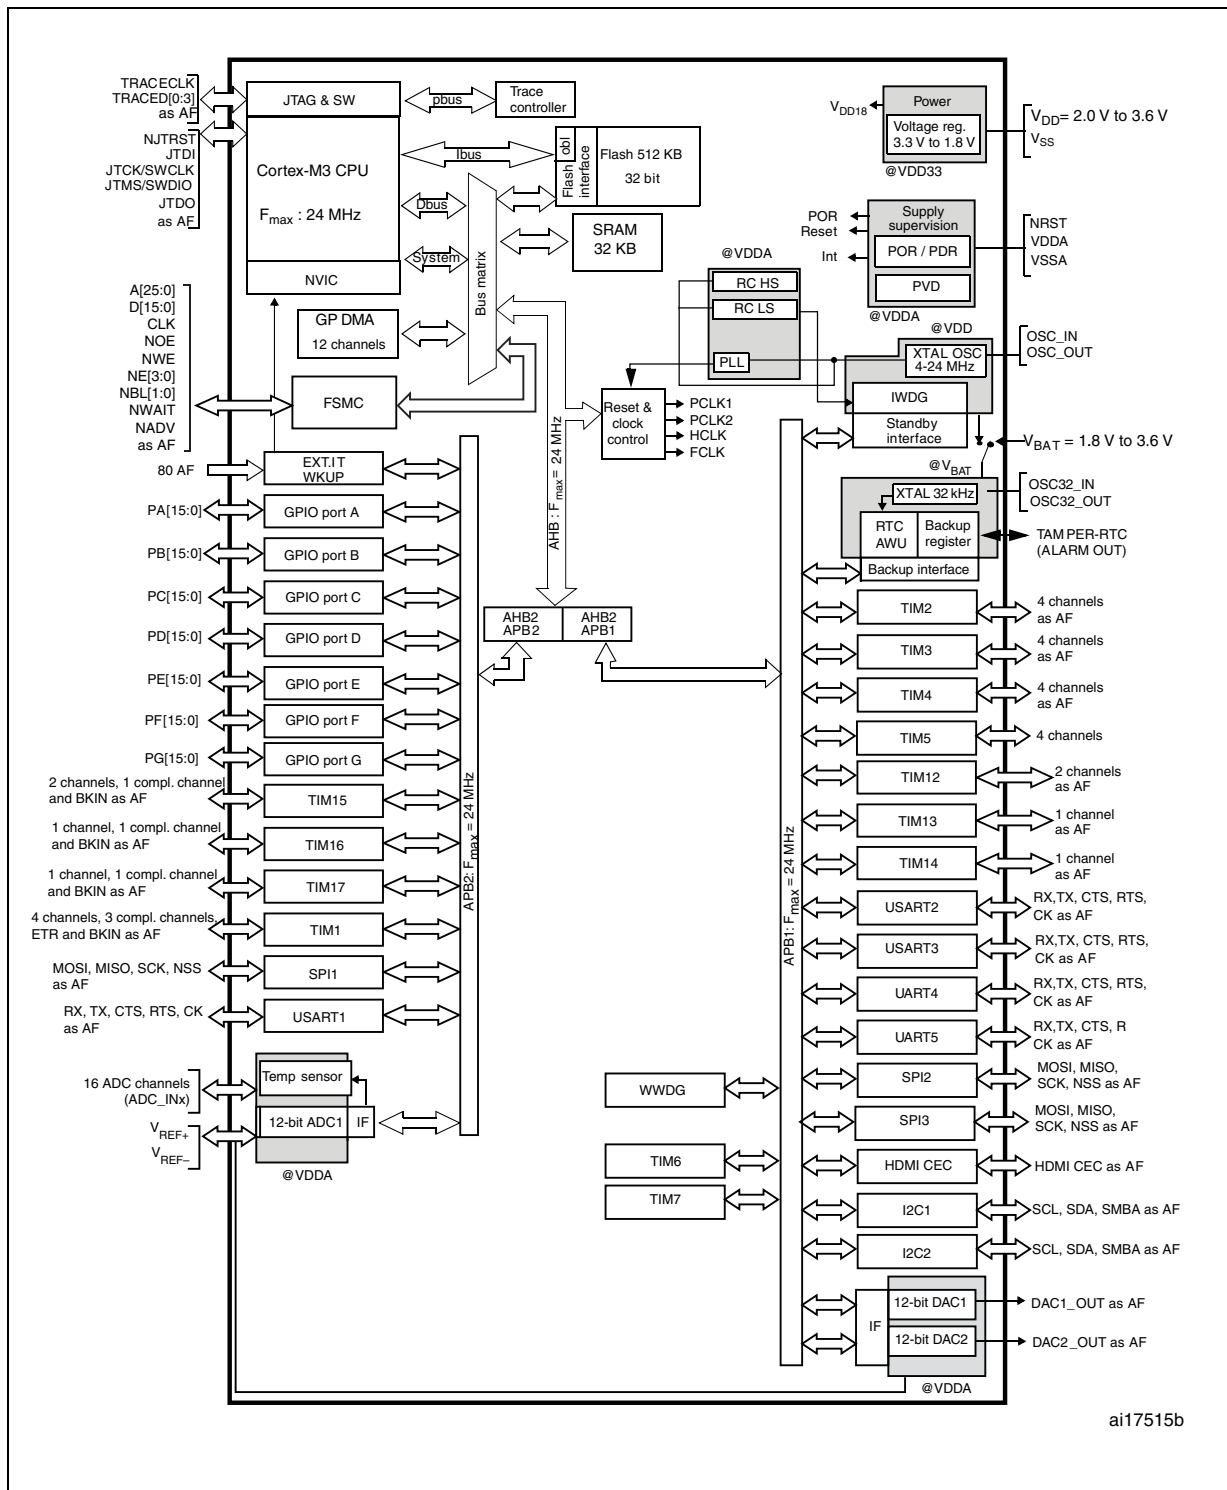 TRACECLK
TRACED[0:3]
as AF
JTAG & SW
pbus
Trace
controller
NJTRST
JTDI
JTCK/SWCLK
JTMS/SWDIO
JTDO
as AF
Cortex-M3 CPU
Fmax : 24 MHz
NVIC
Ibus
Dbus
System
Flash obl
interface
Flash 512 KB
32 bit
SRAM
32 KB
Bus matrix
GP DMA
12 channels
FSMC
A[25:0]
D[15:0]
CLK
NOE
NWE
NE[3:0]
NBL[1:0]
NWAIT
NADV
as AF
VDD18
Power
Voltage reg.
3.3 V to 1.8 V
@VDD33
VDD= 2.0 V to 3.6 V
VSS
POR
Reset
Int
Supply
supervision
POR / PDR
PVD
@VDDA
NRST
VDDA
VSSA
@VDDA
RC HS
RC LS
PLL
@VDD
XTAL OSC
4-24 MHz
OSC_IN
OSC_OUT
IWDG
Standby
interface
Reset &
clock
control
PCLK1
PCLK2
HCLK
FCLK
VBAT = 1.8 V to 3.6 V
@VBAT
XTAL 32 kHz
OSC32_IN
OSC32_OUT
RTC
AWU
Backup
register
Backup interface
TAMPER-RTC
(ALARM OUT)
AHB : Fmax = 24 MHz
AHB2
APB2
AHB2
APB1
80 AF
EXT.IT
WKUP
PA[15:0]
GPIO port A
PB[15:0]
GPIO port B
PC[15:0]
GPIO port C
PD[15:0]
GPIO port D
PE[15:0]
GPIO port E
PF[15:0]
GPIO port F
PG[15:0]
GPIO port G
2 channels, 1 compl. channel
and BKIN as AF
TIM15
1 channel, 1 compl. channel
and BKIN as AF
TIM16
1 channel, 1 compl. channel
and BKIN as AF
TIM17
4 channels, 3 compl. channels,
ETR and BKIN as AF
TIM1
MOSI, MISO, SCK, NSS
as AF
SPI1
RX, TX, CTS, RTS, CK
as AF
USART1
APB2: Fmax = 24 MHz
Temp sensor
16 ADC channels
(ADC_INx)
12-bit ADC1
IF
VREF+
VREF–
@VDDA
WWDG
TIM6
TIM7
APB1: Fmax = 24 MHz
TIM2
4 channels
as AF
TIM3
4 channels
as AF
TIM4
4 channels
as AF
TIM5
4 channels
TIM12
2 channels
as AF
TIM13
1 channel
as AF
TIM14
1 channel
as AF
USART2
RX,TX, CTS, RTS,
CK as AF
USART3
RX,TX, CTS, RTS,
CK as AF
UART4
RX,TX, CTS, RTS,
CK as AF
UART5
RX,TX, CTS, R
CK as AF
SPI2
MOSI, MISO,
SCK, NSS as AF
SPI3
MOSI, MISO,
SCK, NSS as AF
HDMI CEC
HDMI CEC as AF
I2C1
SCL, SDA, SMBA as AF
I2C2
SCL, SDA, SMBA as AF
IF
12-bit DAC1
DAC1_OUT as AF
12-bit DAC2
DAC2_OUT as AF
@VDDA
ai17515b